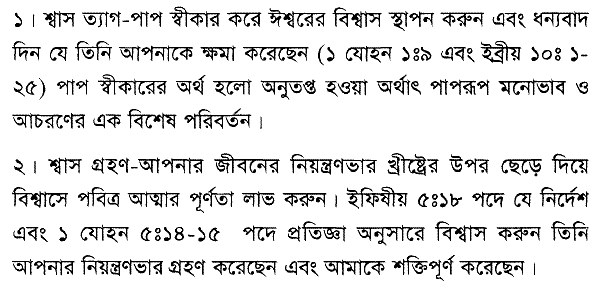 ১। শ্বাস ত্যাগ-পাপ স্বীকার করে ঈশ্বরের বিশ্বাস স্থাপন করুন এবং ধন্যবাদ
দিন যে তিনি আপনাকে ক্ষমা করেছেন (১ যোহন ১ঃ৯ এবং ইব্রীয় ১০ঃ ১-
২৫) পাপ স্বীকারের অর্থ হলো অনুতপ্ত হওয়া অর্থাৎ পাপরূপ মনোভাব ও
আচরণের এক বিশেষ পরিবর্তন।
২। শ্বাস গ্রহণ-আপনার জীবনের নিয়ন্ত্রণভার খ্রীষ্টের উপর ছেড়ে দিয়ে
বিশ্বাসে পবিত্র আত্মার পূর্ণতা লাভ করুন। ইফিষীয় ৫ঃ১৮ পদে যে নির্দেশ
এবং ১ যোহন ৫ঃ১৪-১৫ পদে প্রতিজ্ঞা অনুসারে বিশ্বাস করুন তিনি
আপনার নিয়ন্ত্রণভার গ্রহণ করেছেন এবং আমাকে শক্তিপূর্ণ করেছেন।